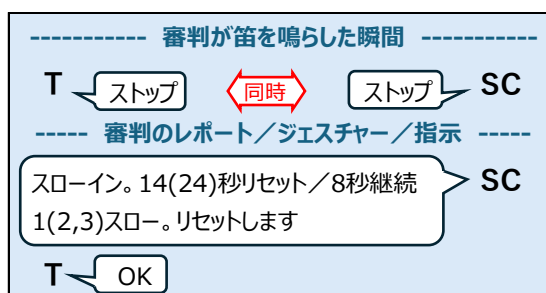 ----------- 審判が笛を鳴らした瞬間 -----------
T ストップ 同時 ストップ SC
----- 審判のレポート／ジェスチャー／指示 -----
スローイン。14(24)秒リセット／8秒継続 SC
1(2,3)スロー。リセットします
T OK